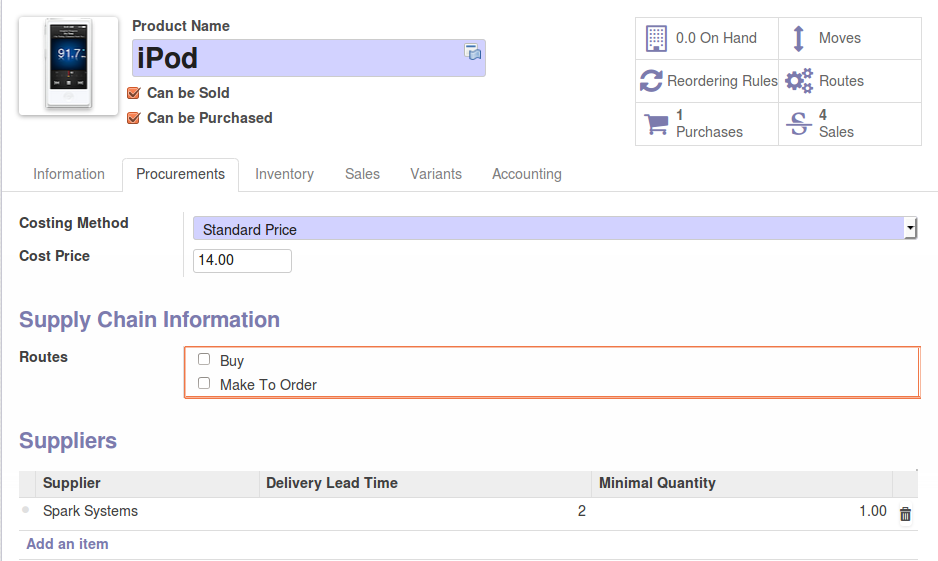 Product Name
iPod
Can be Sold
Can be Purchased
0.0 On Hand
Moves
Reordering Rules
Routes
1
Purchases
4
Sales
91.7
Information Procurements Inventory Sales Variants Accounting
Costing Method Standard Price
Cost Price 14.00
Supply Chain Information
Routes Buy
Make To Order
Suppliers
Supplier Delivery Lead Time Minimal Quantity
Spark Systems 2 1.00
Add an item